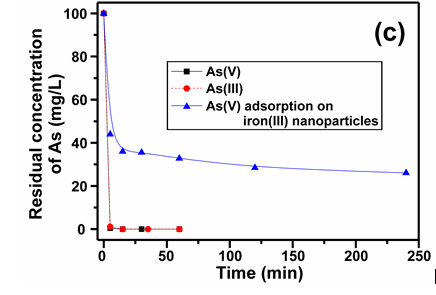 (c)
As(V)
As(III)
As(V) adsorption on
iron(III) nanoparticles
Residual concentration
of As (mg/L)
100
80
60
40
20
0
0
50
100
150
200
250
Time (min)